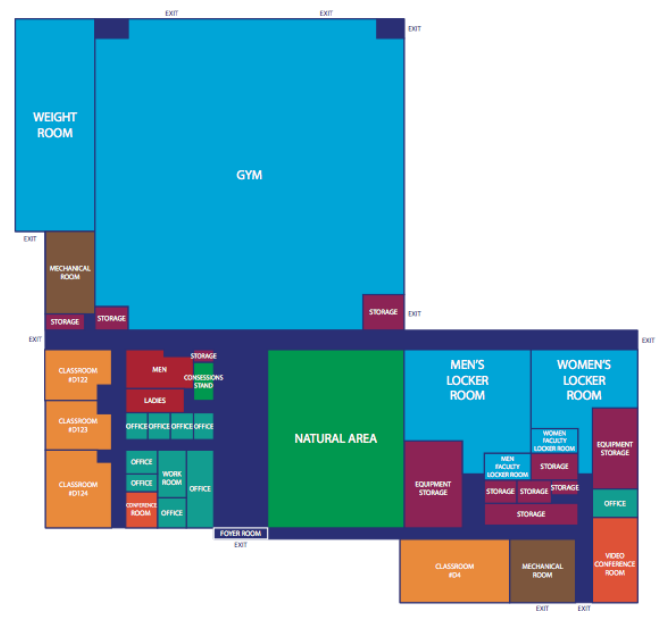 EXIT
EXIT
EXIT
WEIGHT
ROOM
GYM
EXIT
MECHANICAL
ROOM
STORAGE
STORAGE
STORAGE
EXIT
EXIT
EXIT
CLASSROOM
#D122
MEN
STORAGE
CONSESSIONS
STAND
LADIES
CLASSROOM
#D123
OFFICE
OFFICE
OFFICE
OFFICE
CLASSROOM
#D124
OFFICE
OFFICE
WORK
ROOM
OFFICE
CONFERENCE
ROOM
OFFICE
FOYER ROOM
EXIT
NATURAL AREA
MEN'S
LOCKER
ROOM
WOMEN'S
LOCKER
ROOM
WOMEN
FACULTY
LOCKER ROOM
MEN
FACULTY
LOCKER ROOM
STORAGE
EQUIPMENT
STORAGE
EQUIPMENT
STORAGE
STORAGE
STORAGE
STORAGE
STORAGE
OFFICE
CLASSROOM
#D4
MECHANICAL
ROOM
VIDEO
CONFERENCE
ROOM
EXIT
EXIT